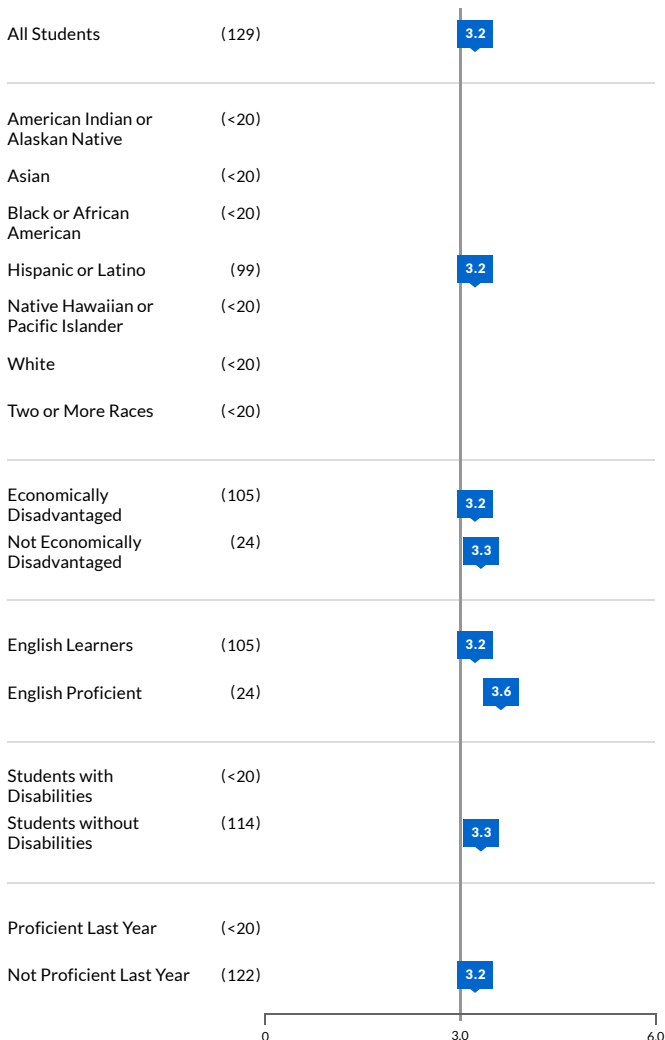 All Students (129) 3.2
American Indian or (<20)
Alaskan Native
Asian (<20)
Black or African (<20)
American
Hispanic or Latino (99) 3.2
Native Hawaiian or (<20)
Pacific Islander
White (<20)
Two or More Races (<20)
Economically (105) 3.2
Disadvantaged
Not Economically (24) 3.3
Disadvantaged
English Learners (105) 3.2
English Proficient (24) 3.6
Students with (<20)
Disabilities
Students without (114) 3.3
Disabilities
Proficient Last Year (<20)
Not Proficient Last Year (122) 3.2
0 3.0 6.0